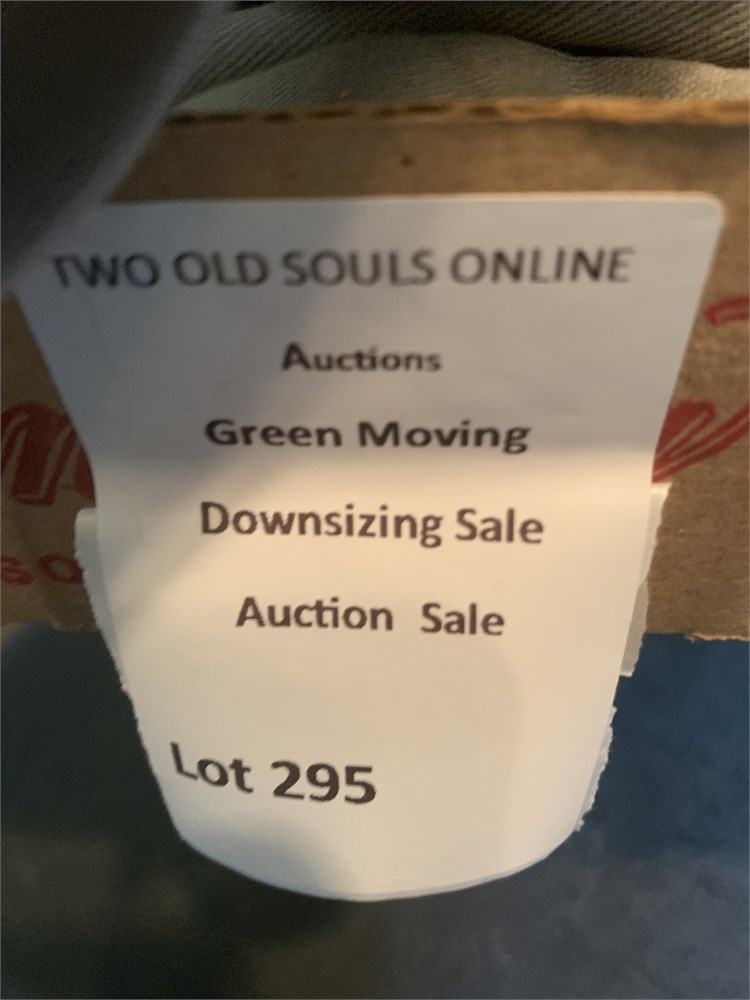 TWO OLD SOULS ONLINE
Auctions
Green Moving
Downsizing Sale
Auction Sale
Lot 295